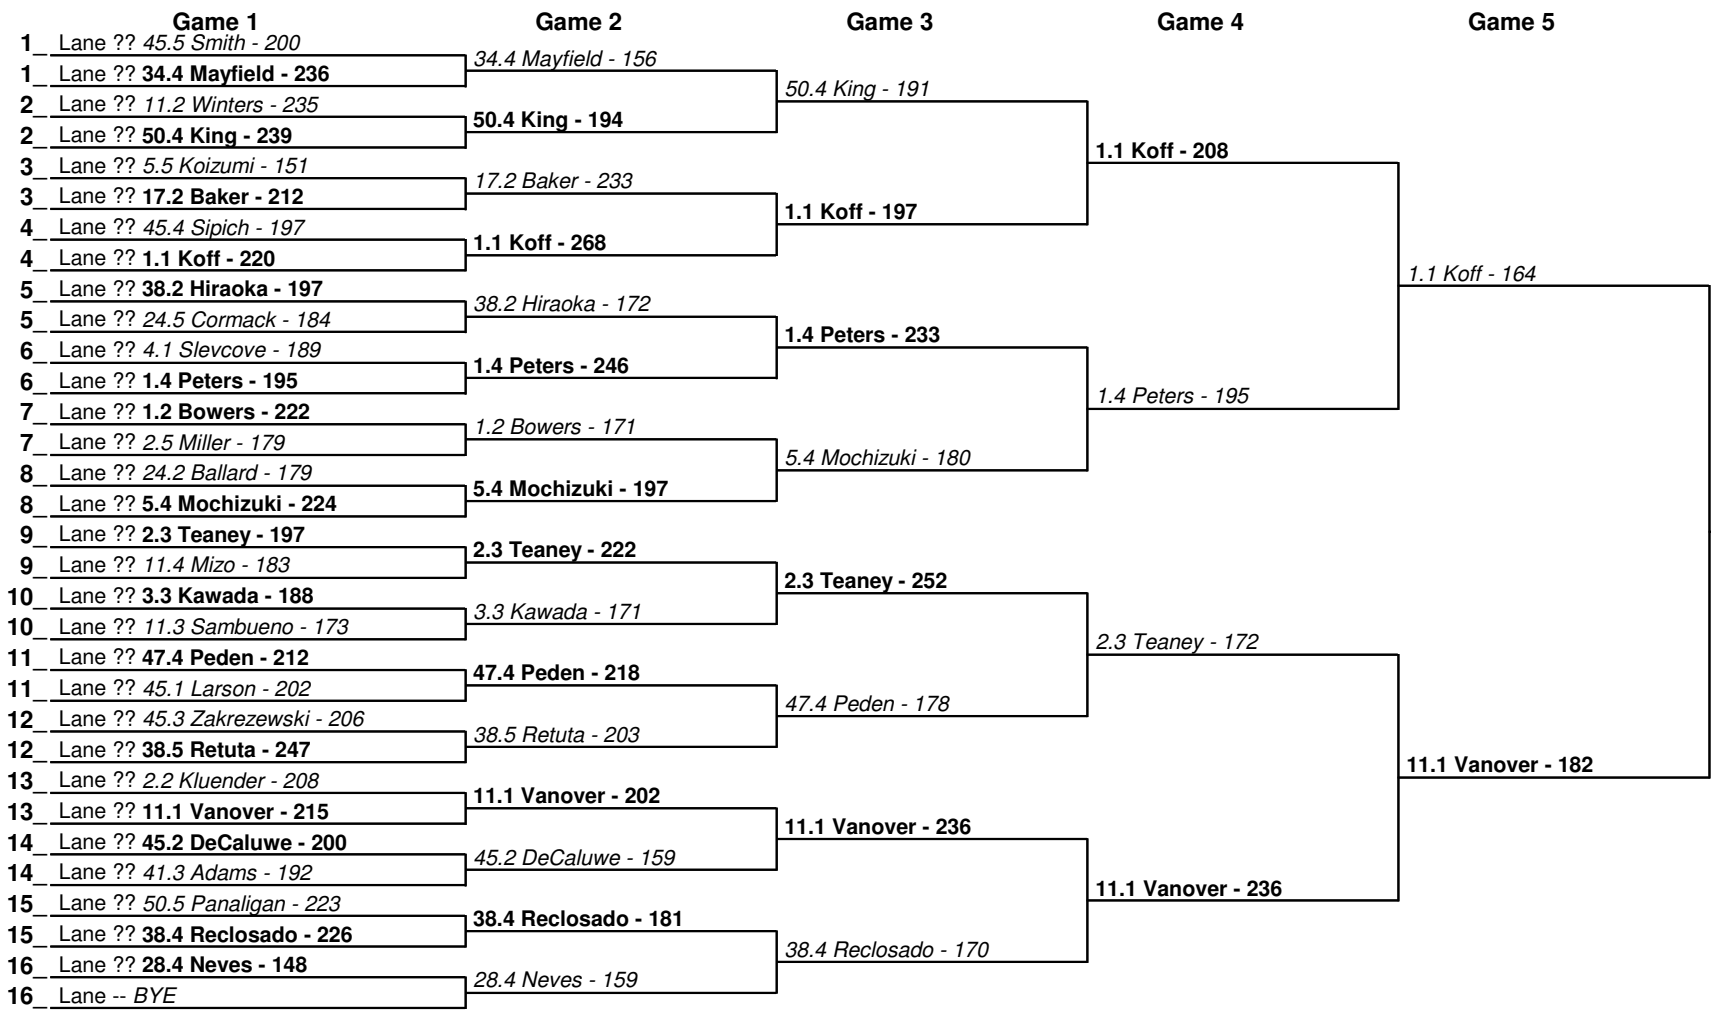 Game 1 Game 2 Game 3 Game 4 Game 5
1_ Lane ?? 45.5 Smith - 200
34.4 Mayfield - 156
1_ Lane ?? 34.4 Mayfield - 236
50.4 King - 191
2_ Lane ?? 11.2 Winters - 235
50.4 King - 194
2_ Lane ?? 50.4 King - 239
1.1 Koff - 208
3_ Lane ?? 5.5 Koizumi - 151
17.2 Baker - 233
3_ Lane ?? 17.2 Baker - 212
1.1 Koff - 197
4_ Lane ?? 45.4 Sipich - 197
1.1 Koff - 268
4_ Lane ?? 1.1 Koff - 220
1.1 Koff - 164
5_ Lane ?? 38.2 Hiraoka - 197
38.2 Hiraoka - 172
5_ Lane ?? 24.5 Cormack - 184
1.4 Peters - 233
6_ Lane ?? 4.1 Slevcove - 189
1.4 Peters - 246
6_ Lane ?? 1.4 Peters - 195
1.4 Peters - 195
7_ Lane ?? 1.2 Bowers - 222
1.2 Bowers - 171
7_ Lane ?? 2.5 Miller - 179
5.4 Mochizuki - 180
8_ Lane ?? 24.2 Ballard - 179
5.4 Mochizuki - 197
8_ Lane ?? 5.4 Mochizuki - 224
9_ Lane ?? 2.3 Teaney - 197
2.3 Teaney - 222
9_ Lane ?? 11.4 Mizo - 183
2.3 Teaney - 252
10_ Lane ?? 3.3 Kawada - 188
3.3 Kawada - 171
10_ Lane ?? 11.3 Sambueno - 173
2.3 Teaney - 172
11_ Lane ?? 47.4 Peden - 212
47.4 Peden - 218
11_ Lane ?? 45.1 Larson - 202
47.4 Peden - 178
12_ Lane ?? 45.3 Zakrezewski - 206
38.5 Retuta - 203
12_ Lane ?? 38.5 Retuta - 247
11.1 Vanover - 182
13_ Lane ?? 2.2 Kluender - 208
11.1 Vanover - 202
13_ Lane ?? 11.1 Vanover - 215
11.1 Vanover - 236
14_ Lane ?? 45.2 DeCaluwe - 200
45.2 DeCaluwe - 159
14_ Lane ?? 41.3 Adams - 192
11.1 Vanover - 236
15_ Lane ?? 50.5 Panaligan - 223
38.4 Reclosado - 181
15_ Lane ?? 38.4 Reclosado - 226
38.4 Reclosado - 170
16_ Lane ?? 28.4 Neves - 148
28.4 Neves - 159
16_ Lane -- BYE